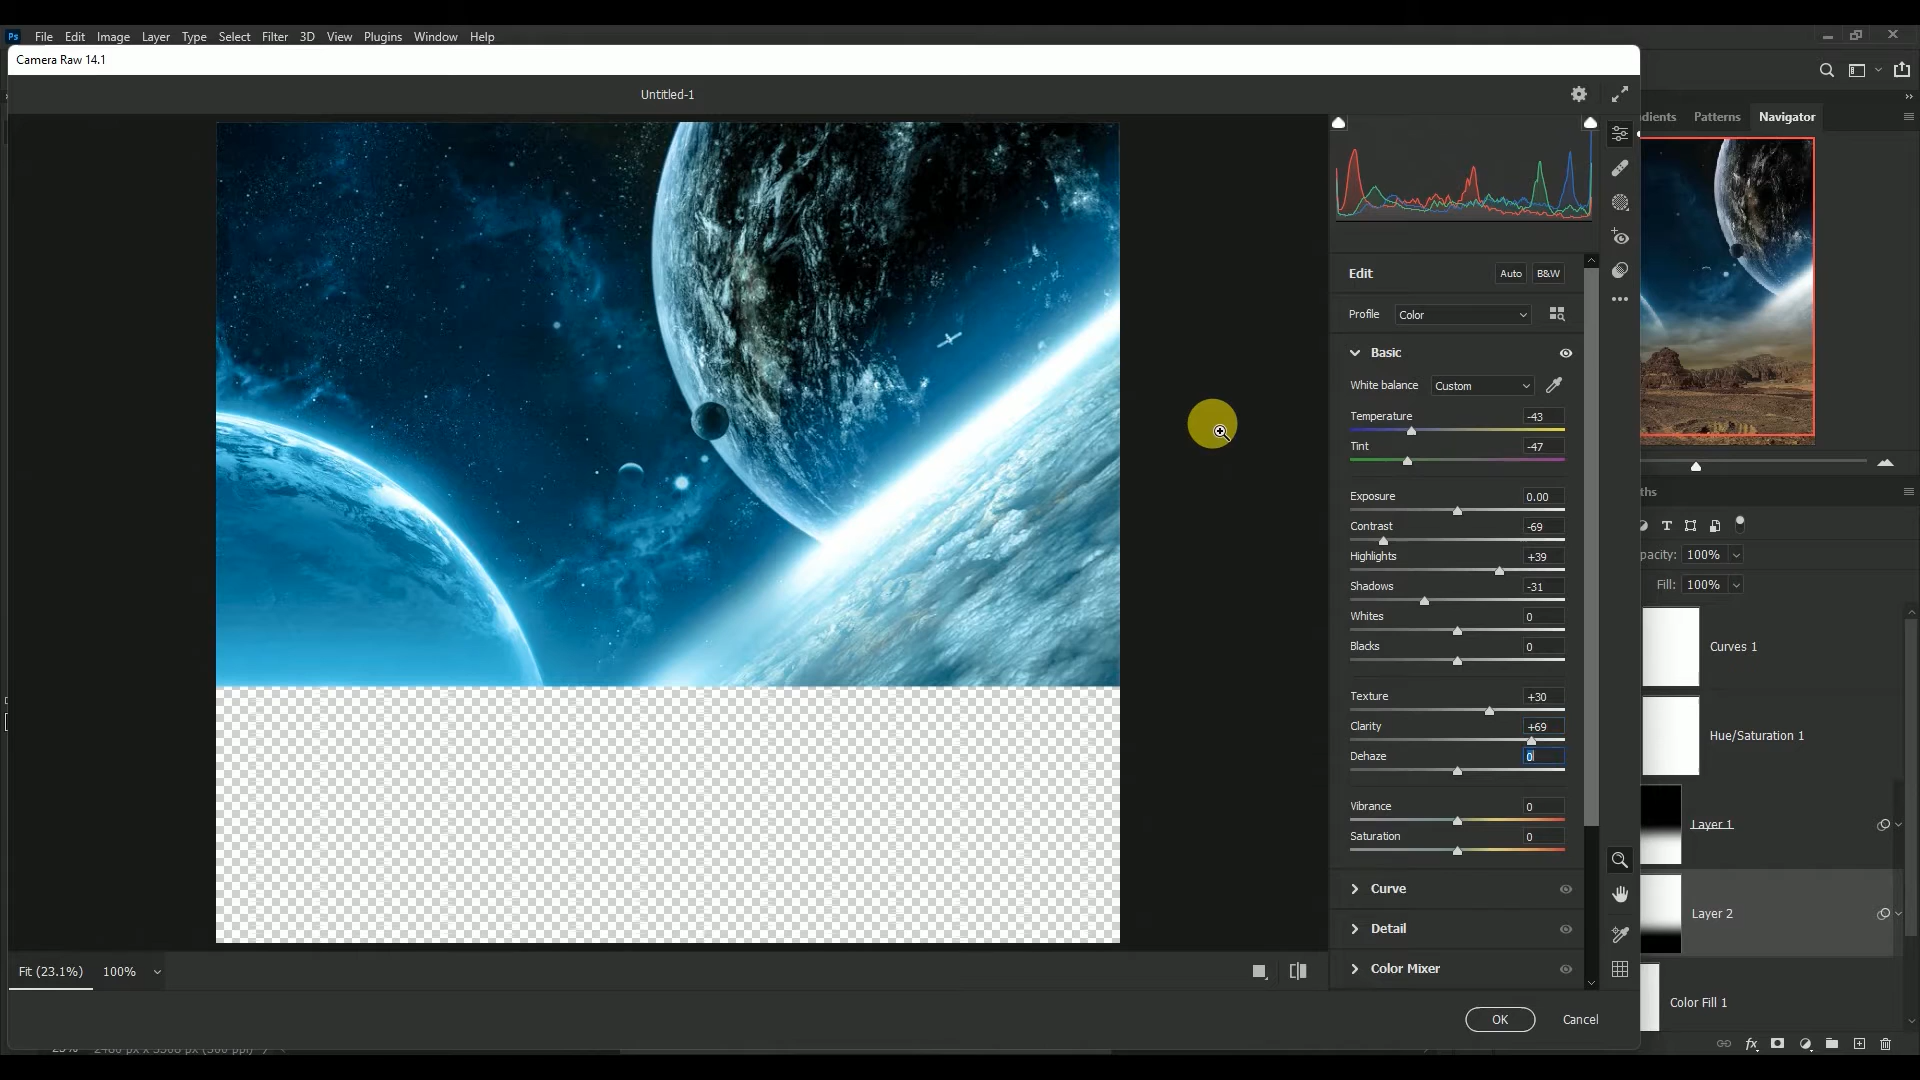 Ps File Edit Image Layer Type Select Filter 3D View Plugins Window Help
Camera Raw 14.1
Untitled-1
Patterns Navigator
Edit Auto B&W
Profile Color
Basic
White balance Custom
Temperature -43
Tint -47
Exposure 0.00
Contrast -69
Highlights +39
Shadows -31
Whites 0
Blacks 0
Texture +30
Clarity +69
Dehaze 0
Vibrance 0
Saturation 0
Curve
Detail
Color Mixer
100%
Fill: 100%
Curves 1
Hue/Saturation 1
Layer 1
Layer 2
Color Fill 1
Fit (23.1%) 100%
OK Cancel
fx